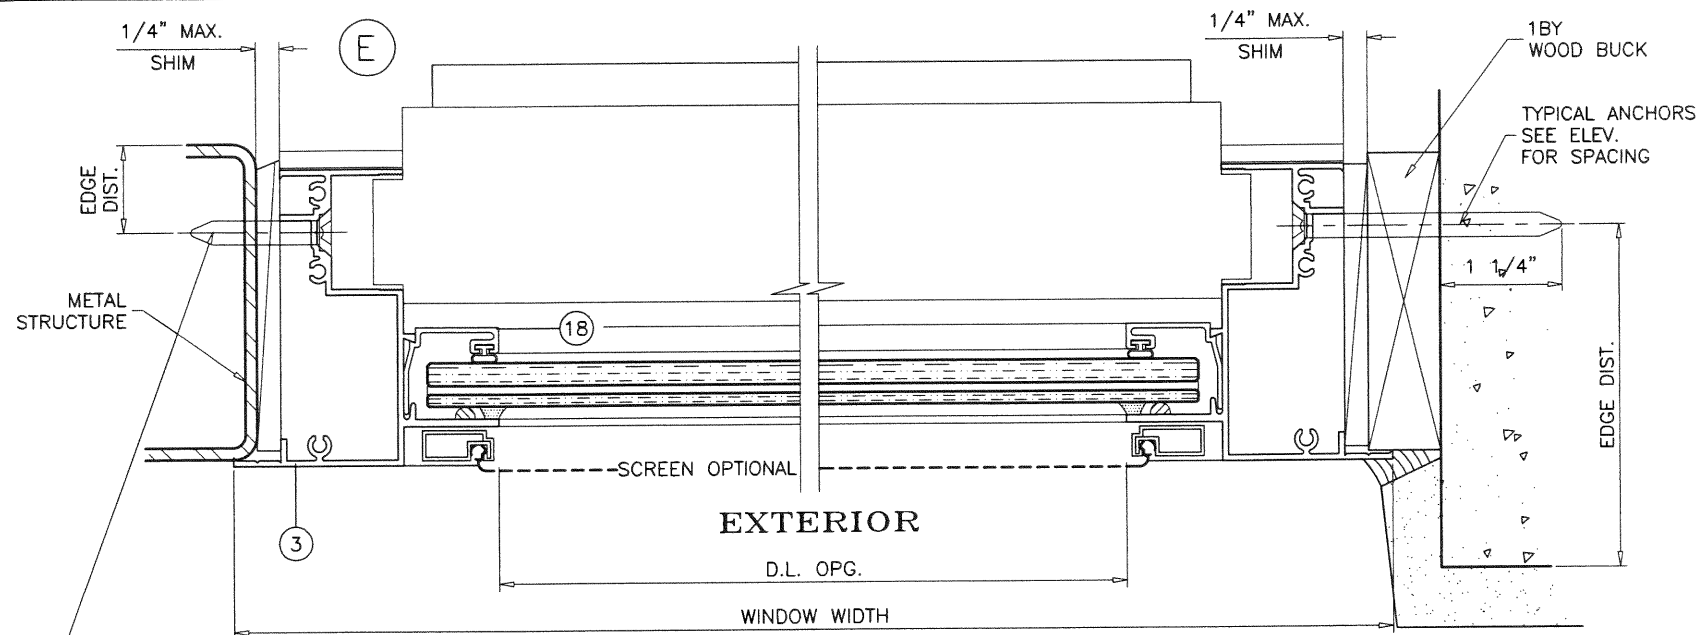 1/4" MAX.
SHIM
E
1/4" MAX.
SHIM
1BY
WOOD BUCK
TYPICAL ANCHORS
SEE ELEV.
FOR SPACING
EDGE
DIST.
METAL
STRUCTURE
1 1/4"
18
EDGE DIST.
SCREEN OPTIONAL
EXTERIOR
3
D.L. OPG.
WINDOW WIDTH